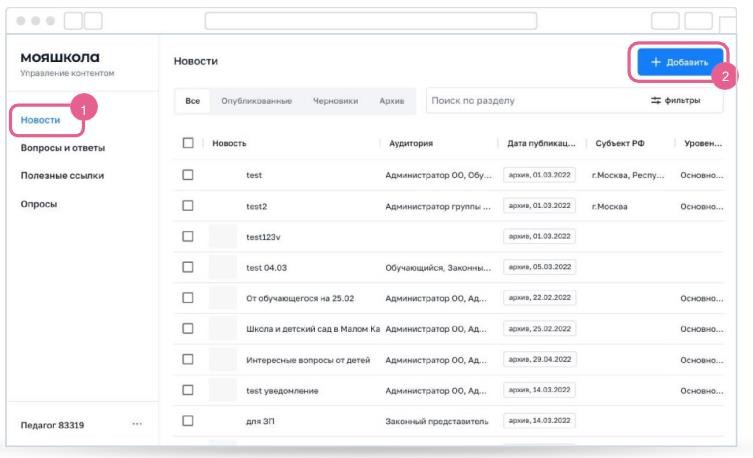 мояшкола
Управление контентом
Новости
Вопросы и ответы
Полезные ссылки
Опросы
Педагог 83319 ...
1
Новости
+ Добавить
2
Все Опубликованные Черновики Архив Поиск по разделу фильтры
Новость Аудитория Дата публикац... Субъект РФ Уровен...
test Администратор ОО, Обу... архив, 01.03.2022 г.Москва, Респу... Основно...
test2 Администратор группы ... архив, 01.03.2022 г.Москва Основно...
test123v архив, 01.03.2022
test 04.03 Обучающийся, Законны... архив, 05.03.2022
От обучающегося на 25.02 Администратор ОО, Ад... архив, 22.02.2022 Основно...
Школа и детский сад в Малом Ка Администратор ОО, Ад... архив, 25.02.2022 Основно...
Интересные вопросы от детей Администратор ОО, Ад... архив, 29.04.2022 Основно...
test уведомление Администратор ОО, Ад... архив, 14.03.2022 Основно...
для ЗП Законный представитель архив, 14.03.2022